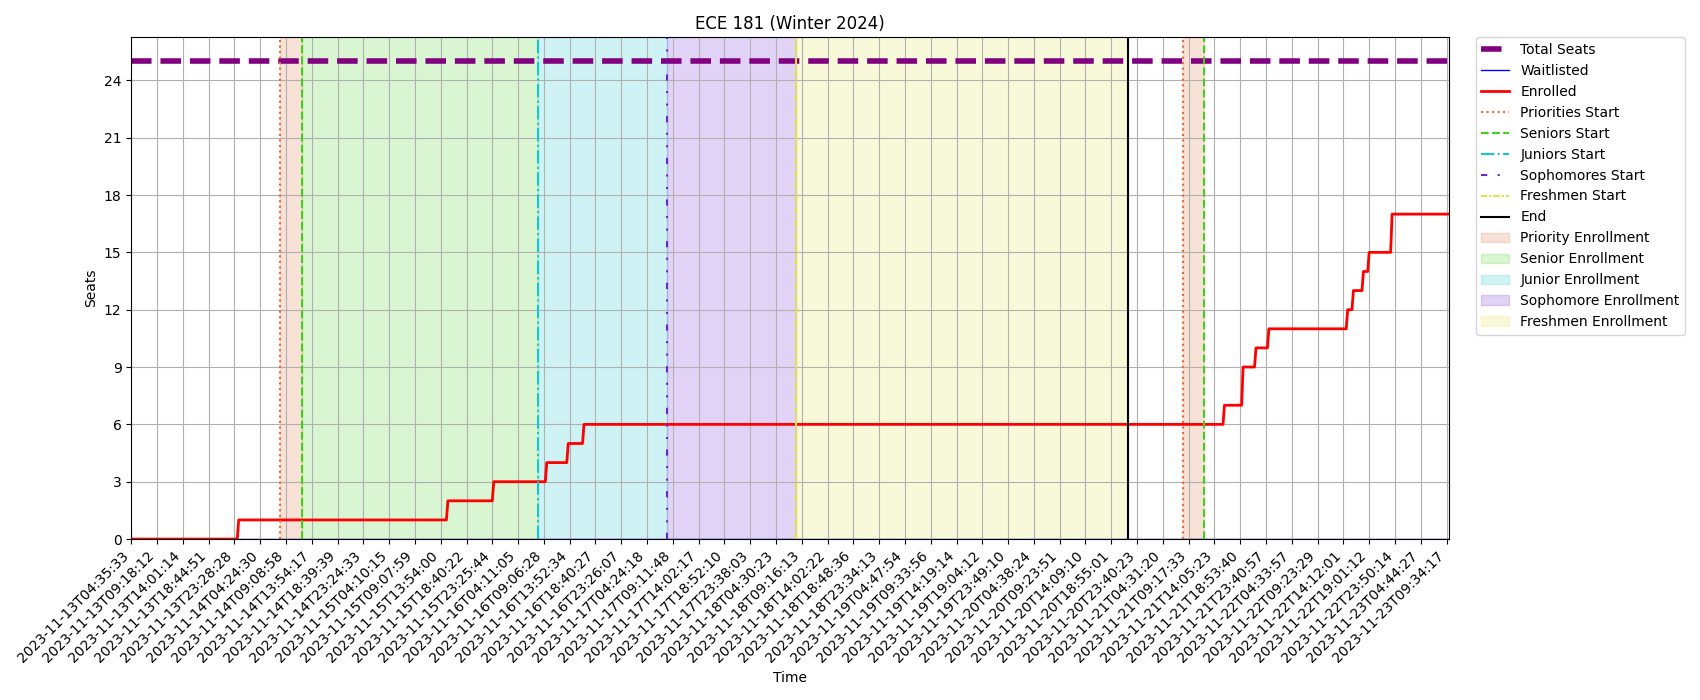 ECE 181 (Winter 2024)
Total Seats
Waitlisted
Enrolled
Priorities Start
Seniors Start
Juniors Start
Sophomores Start
Freshmen Start
End
Priority Enrollment
Senior Enrollment
Junior Enrollment
Sophomore Enrollment
Freshmen Enrollment
Seats
24
21
18
15
12
9
6
3
0
2023-11-13T04:35:33
2023-11-13T09:18:12
2023-11-13T14:01:14
2023-11-13T18:44:51
2023-11-13T23:28:28
2023-11-14T04:24:30
2023-11-14T09:08:58
2023-11-14T13:54:17
2023-11-14T18:39:39
2023-11-14T23:24:33
2023-11-15T04:10:15
2023-11-15T09:07:59
2023-11-15T13:54:00
2023-11-15T18:40:22
2023-11-15T23:25:44
2023-11-16T04:11:05
2023-11-16T09:06:28
2023-11-16T13:52:34
2023-11-16T18:40:27
2023-11-16T23:26:07
2023-11-17T04:24:18
2023-11-17T09:11:48
2023-11-17T14:02:17
2023-11-17T18:52:10
2023-11-17T23:38:03
2023-11-18T04:30:23
2023-11-18T09:16:13
2023-11-18T14:02:22
2023-11-18T18:48:36
2023-11-18T23:34:13
2023-11-19T04:47:54
2023-11-19T09:33:56
2023-11-19T14:19:14
2023-11-19T19:04:12
2023-11-19T23:49:10
2023-11-20T04:38:24
2023-11-20T09:23:51
2023-11-20T14:09:10
2023-11-20T18:55:01
2023-11-20T23:40:23
2023-11-21T04:31:20
2023-11-21T09:17:33
2023-11-21T14:05:23
2023-11-21T18:53:40
2023-11-21T23:40:57
2023-11-22T04:33:57
2023-11-22T09:23:29
2023-11-22T14:12:01
2023-11-22T19:01:12
2023-11-22T23:50:14
2023-11-23T04:44:27
2023-11-23T09:34:17
Time